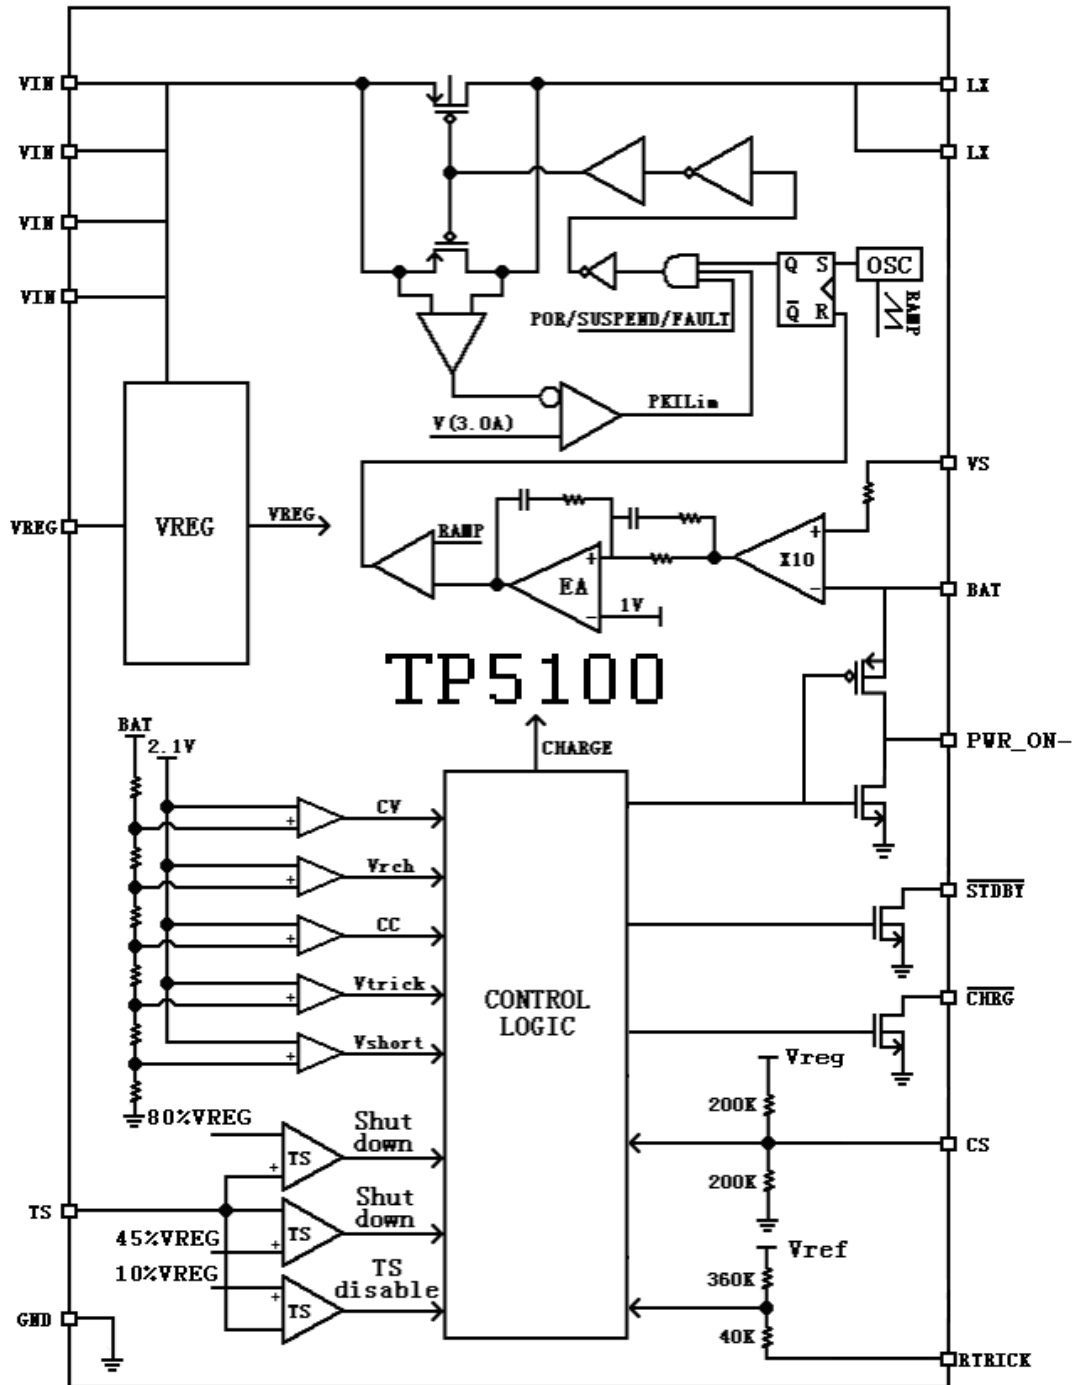 VIN
LX
VIN
LX
VIN
VIN
Q S
OSC
Q̅ R
RAMP
POR/SUSPEND/FAULT
PKILim
V(3.0A)
VS
VREG
VREG
VREG
RAMP
+
X10
-
+
EA
-
1V
BAT
TP5100
BAT
2.1V
CHARGE
PWR_ON-
+
CV
+
Vrch
STDBY
+
CC
+
Vtrick
CONTROL
LOGIC
CHRG
+
Vshort
Vreg
200K
80%VREG
TS
+
Shut
down
CS
200K
TS
45%VREG
TS
+
Shut
down
Vref
10%VREG
TS
+
TS
disable
360K
GND
40K
RTRICK